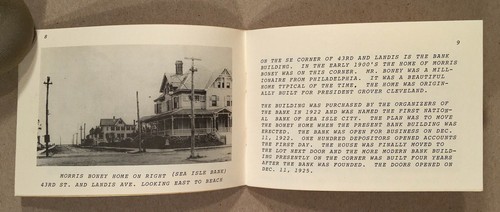 8
MORRIS BONEY HOME ON RIGHT (SEA ISLE BANK)
43RD ST. AND LANDIS AVE. LOOKING EAST TO BEACH
9
ON THE SE CORNER OF 43RD AND LANDIS IS THE BANK
BUILDING. IN THE EARLY 1900'S THE HOME OF MORRIS
BONEY WAS ON THIS CORNER. MR. BONEY WAS A MILL-
IONAIRE FROM PHILADELPHIA. IT WAS A BEAUTIFUL
HOME TYPICAL OF THE TIME, THE HOME WAS ORIGIN-
ALLY BUILT FOR PRESIDENT GROVER CLEVELAND.
THE BUILDING WAS PURCHASED BY THE ORGANIZERS OF
THE BANK IN 1922 AND WAS NAMED THE FIRST NATION-
AL BANK OF SEA ISLE CITY. THE PLAN WAS TO MOVE
THE BONEY HOME WHEN THE PRESENT BANK BUILDING WAS
ERECTED. THE BANK WAS OPEN FOR BUSINESS ON DEC.
11, 1922. ONE HUNDRED DEPOSITORS OPENED ACCOUNTS
THE FIRST DAY. THE HOUSE WAS FINALLY MOVED TO
THE LOT NEXT DOOR AND THE MORE MODERN BANK BUILD-
ING PRESENTLY ON THE CORNER WAS BUILT FOUR YEARS
AFTER THE BANK WAS FOUNDED. THE DOORS OPENED ON
DEC. 11, 1925.